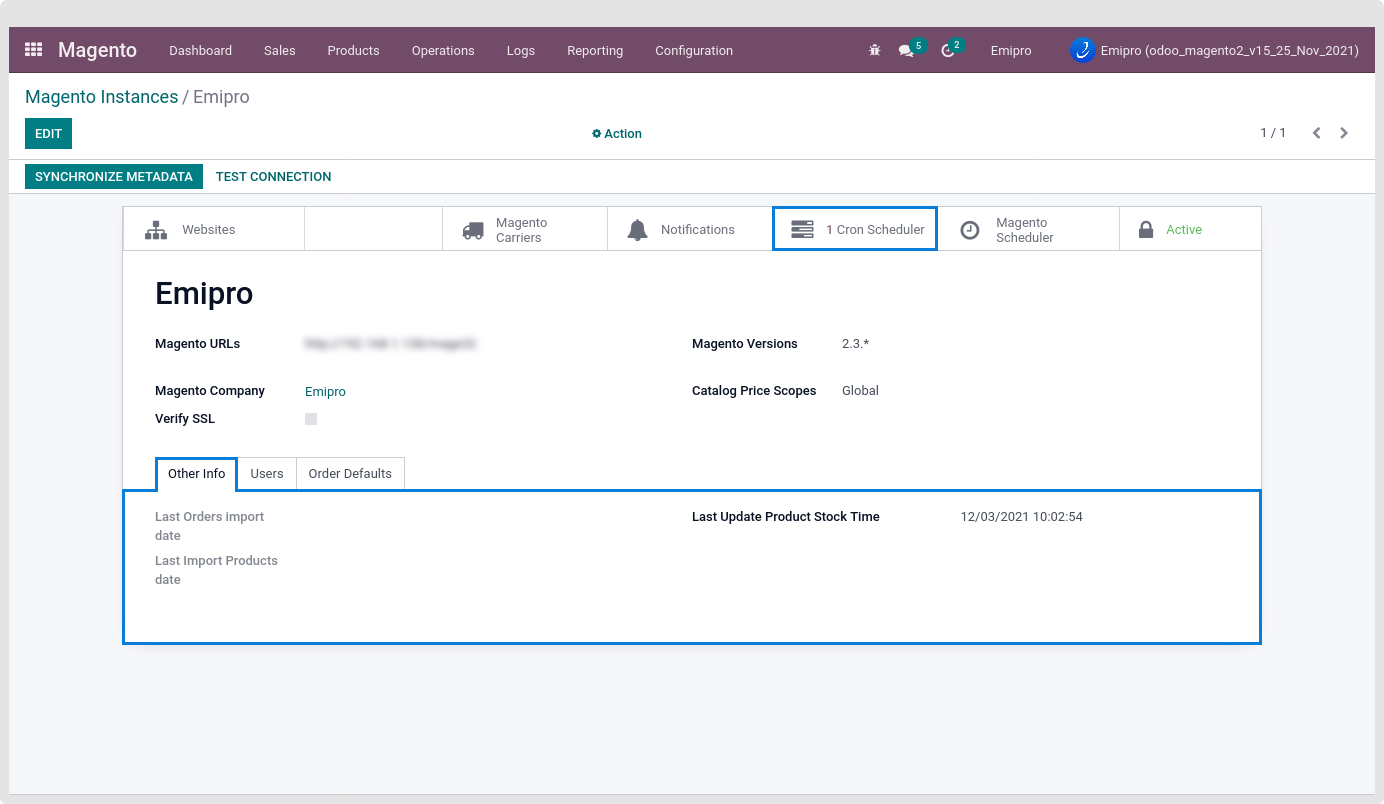 Magento Dashboard Sales Products Operations Logs Reporting Configuration 5 2 Emipro Emipro (odoo_magento2_v15_25_Nov_2021)
Magento Instances / Emipro
EDIT Action 1 / 1
SYNCHRONIZE METADATA TEST CONNECTION
Websites
Magento
Carriers
Notifications
1 Cron Scheduler
Magento
Scheduler
Active
Emipro
Magento URLs
Magento Versions 2.3.*
Magento Company Emipro
Catalog Price Scopes Global
Verify SSL
Other Info Users Order Defaults
Last Orders import
date
Last Update Product Stock Time 12/03/2021 10:02:54
Last Import Products
date